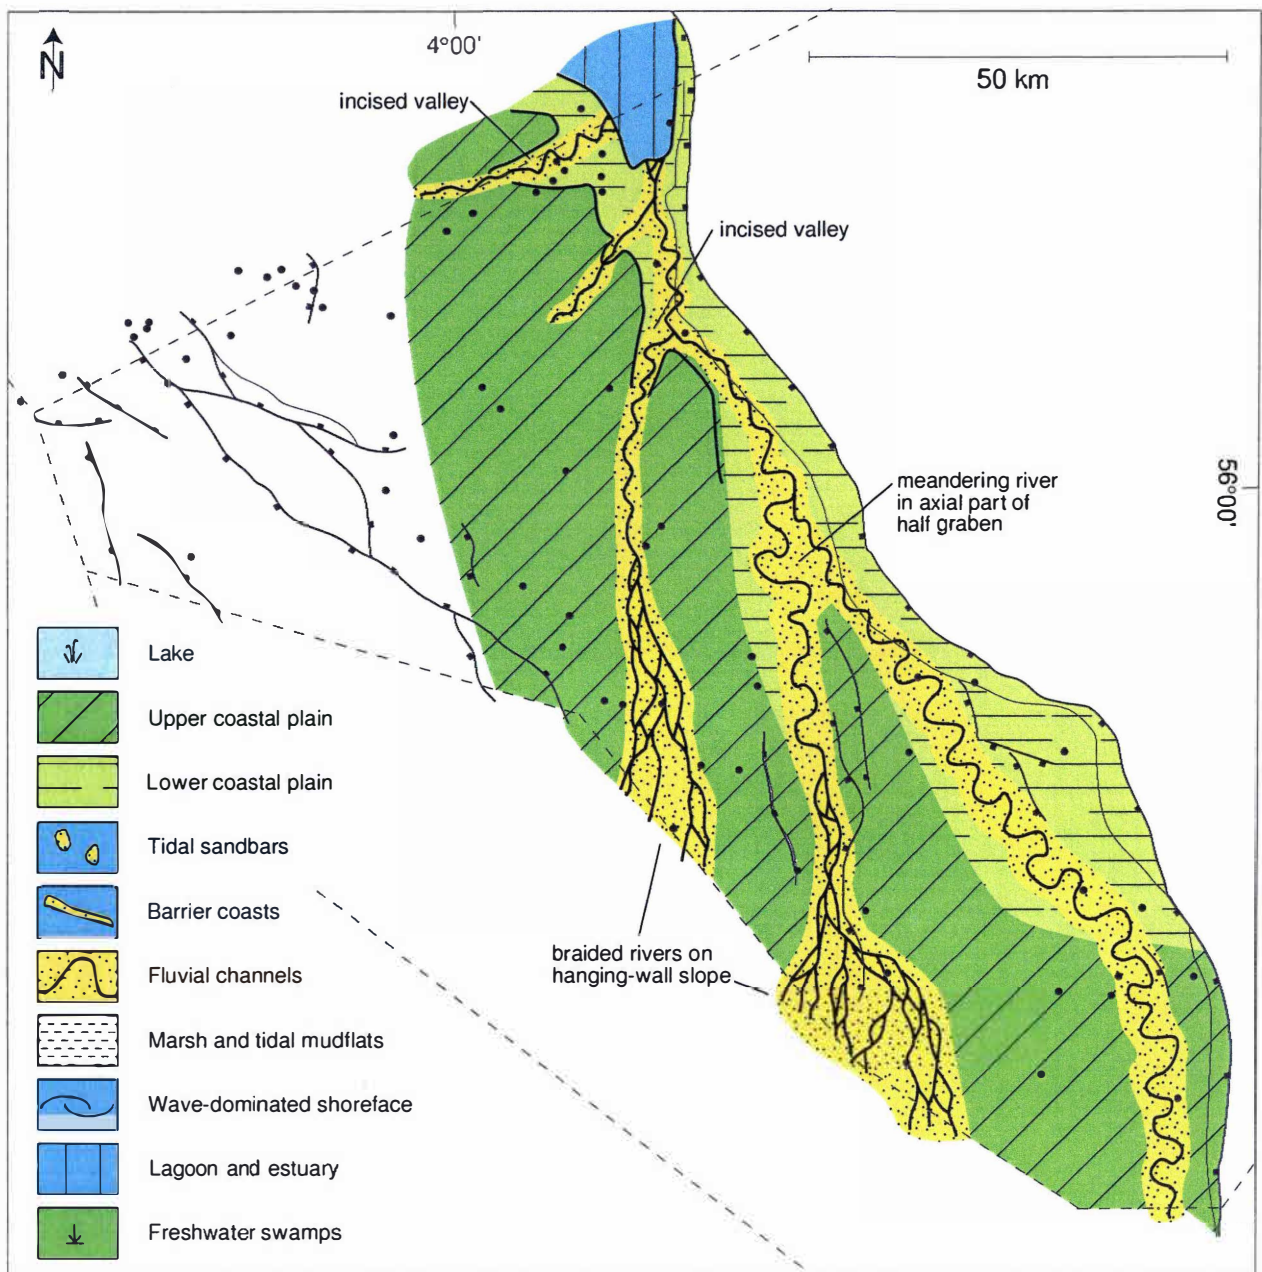 N
4°00'
50 km
incised valley
incised valley
56°00'
meandering river
in axial part of
half graben
braided rivers on
hanging-wall slope
Lake
Upper coastal plain
Lower coastal plain
Tidal sandbars
Barrier coasts
Fluvial channels
Marsh and tidal mudflats
Wave-dominated shoreface
Lagoon and estuary
Freshwater swamps